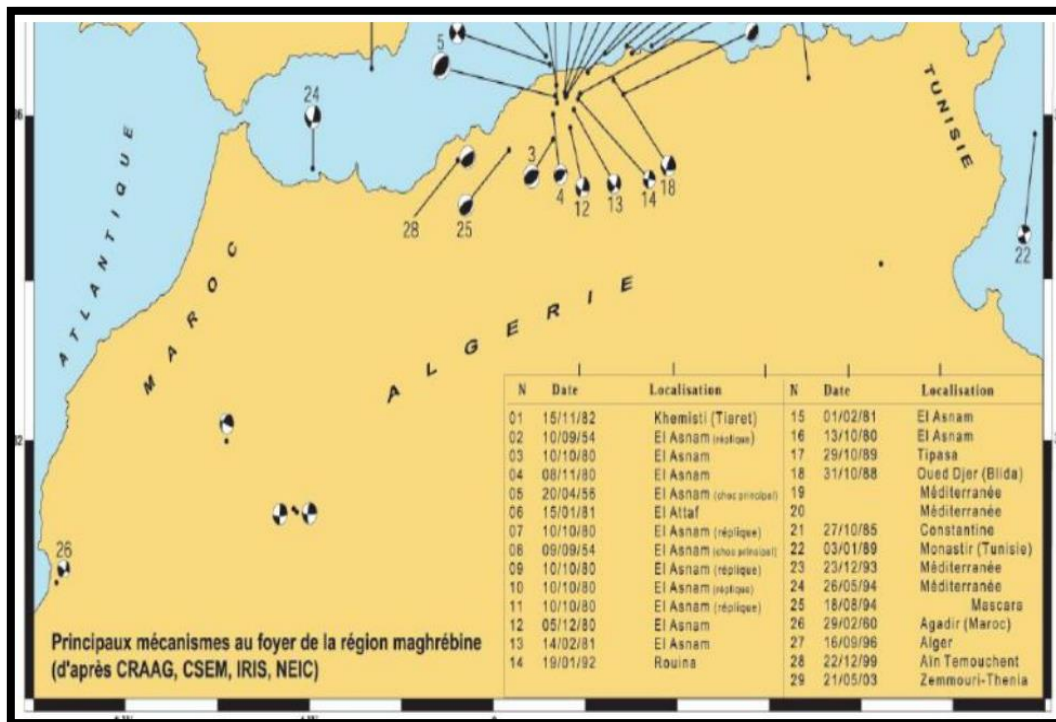 5
24
36
TUNISIE
ATLANTIQUE
3
4
12
13
14
18
28
25
22
MAROC
ALGERIE
32
26
N Date Localisation
01 15/11/82 Khemisti (Tiaret)
02 10/09/54 El Asnam (réplique)
03 10/10/80 El Asnam
04 08/11/80 El Asnam
05 20/04/56 El Asnam (choc principal)
06 15/01/81 El Attaf
07 10/10/80 El Asnam (réplique)
08 09/09/54 El Asnam (choc principal)
09 10/10/80 El Asnam (réplique)
10 10/10/80 El Asnam (réplique)
11 10/10/80 El Asnam (réplique)
12 05/12/80 El Asnam
13 14/02/81 El Asnam
14 19/01/92 Rouina
N Date Localisation
15 01/02/81 El Asnam
16 13/10/80 El Asnam
17 29/10/89 Tipasa
18 31/10/88 Oued Djer (Blida)
19 Méditerranée
20 Méditerranée
21 27/10/85 Constantine
22 03/01/89 Monastir (Tunisie)
23 23/12/93 Méditerranée
24 26/05/94 Méditerranée
25 18/08/94 Mascara
26 29/02/60 Agadir (Maroc)
27 16/09/96 Alger
28 22/12/99 Aïn Temouchent
29 21/05/03 Zemmouri-Thenia
Principaux mécanismes au foyer de la région maghrébine
(d'après CRAAG, CSEM, IRIS, NEIC)